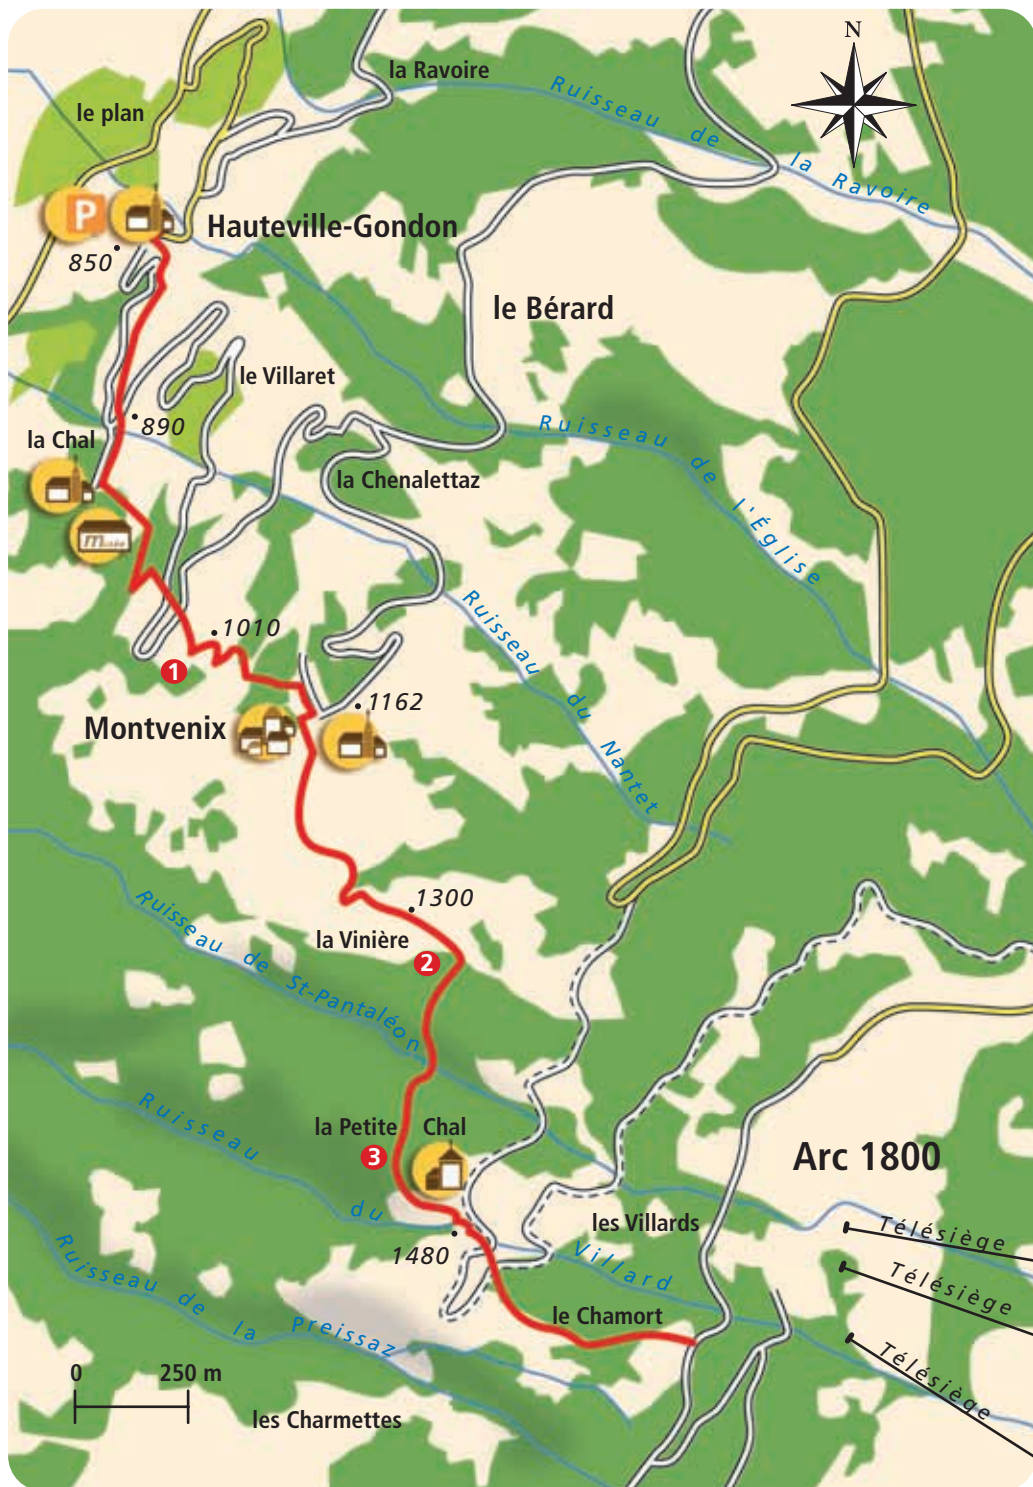 N
la Ravoire
Ruisseau de la Ravoire
le plan
P
Hauteville-Gondon
850
le Bérard
le Villaret
890
la Chal
Ruisseau de l'Église
la Chenalettaz
musée
Ruisseau du Nantet
1010
1
1162
Montvenix
1300
la Vinière
2
Ruisseau de St-Pantaléon
Ruisseau du Villard
la Petite Chal
3
Arc 1800
les Villards
Télésiège
1480
Télésiège
Ruisseau de la Preissaz
le Chamort
Télésiège
0 250 m
les Charmettes